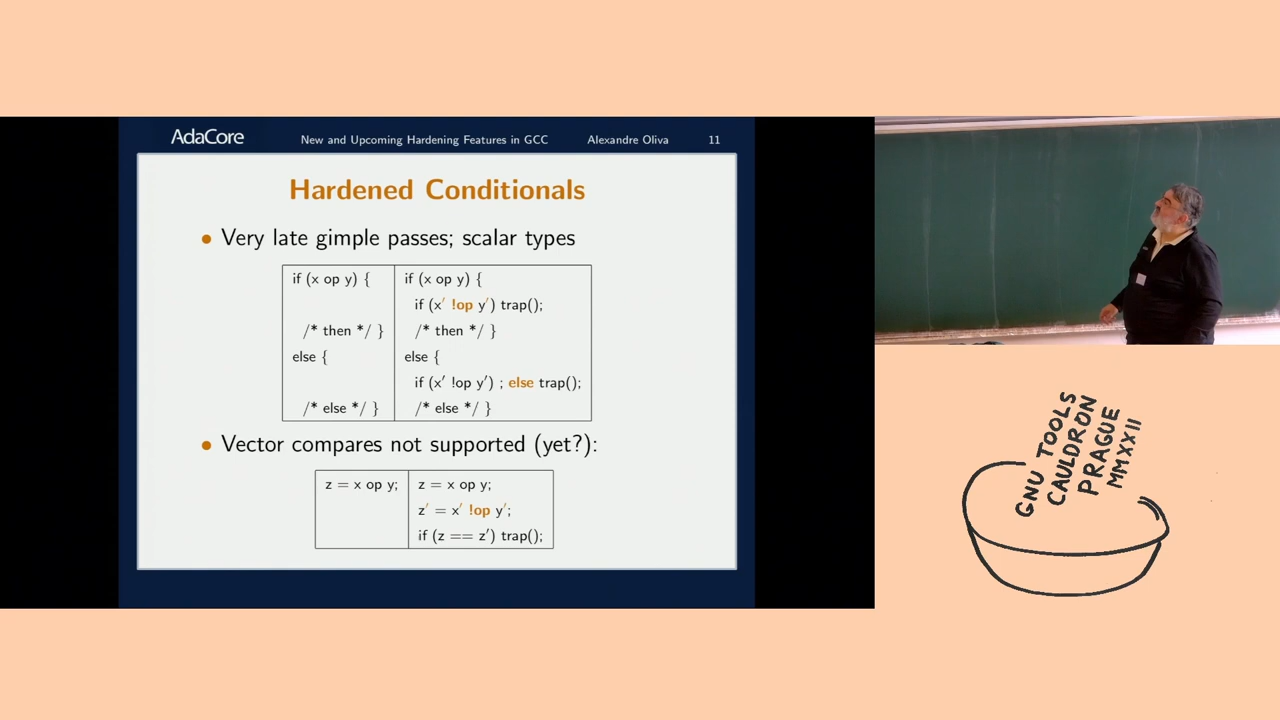 AdaCore New and Upcoming Hardening Features in GCC Alexandre Oliva 11
Hardened Conditionals
• Very late gimple passes; scalar types
if (x op y) {
/* then */ }
else {
/* else */ }
if (x op y) {
if (x′ !op y′) trap();
/* then */ }
else {
if (x′ !op y′) ; else trap();
/* else */ }
• Vector compares not supported (yet?):
z = x op y;
z = x op y;
z′ = x′ !op y′;
if (z == z′) trap();
GNU TOOLS
CAULDRON
PRAGUE
MMXXII